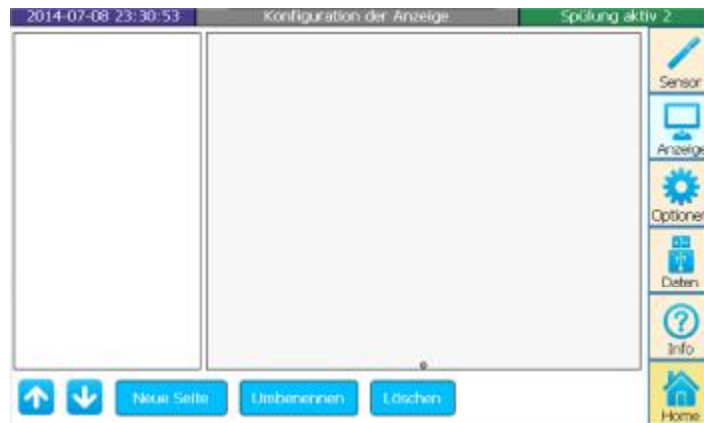 2014-07-08 23:30:53 Konfiguration der Anzeige Spülung aktiv 2
Sensor
Anzeige
Optionen
Daten
Info
Neue Seite Umbenennen Löschen
Home